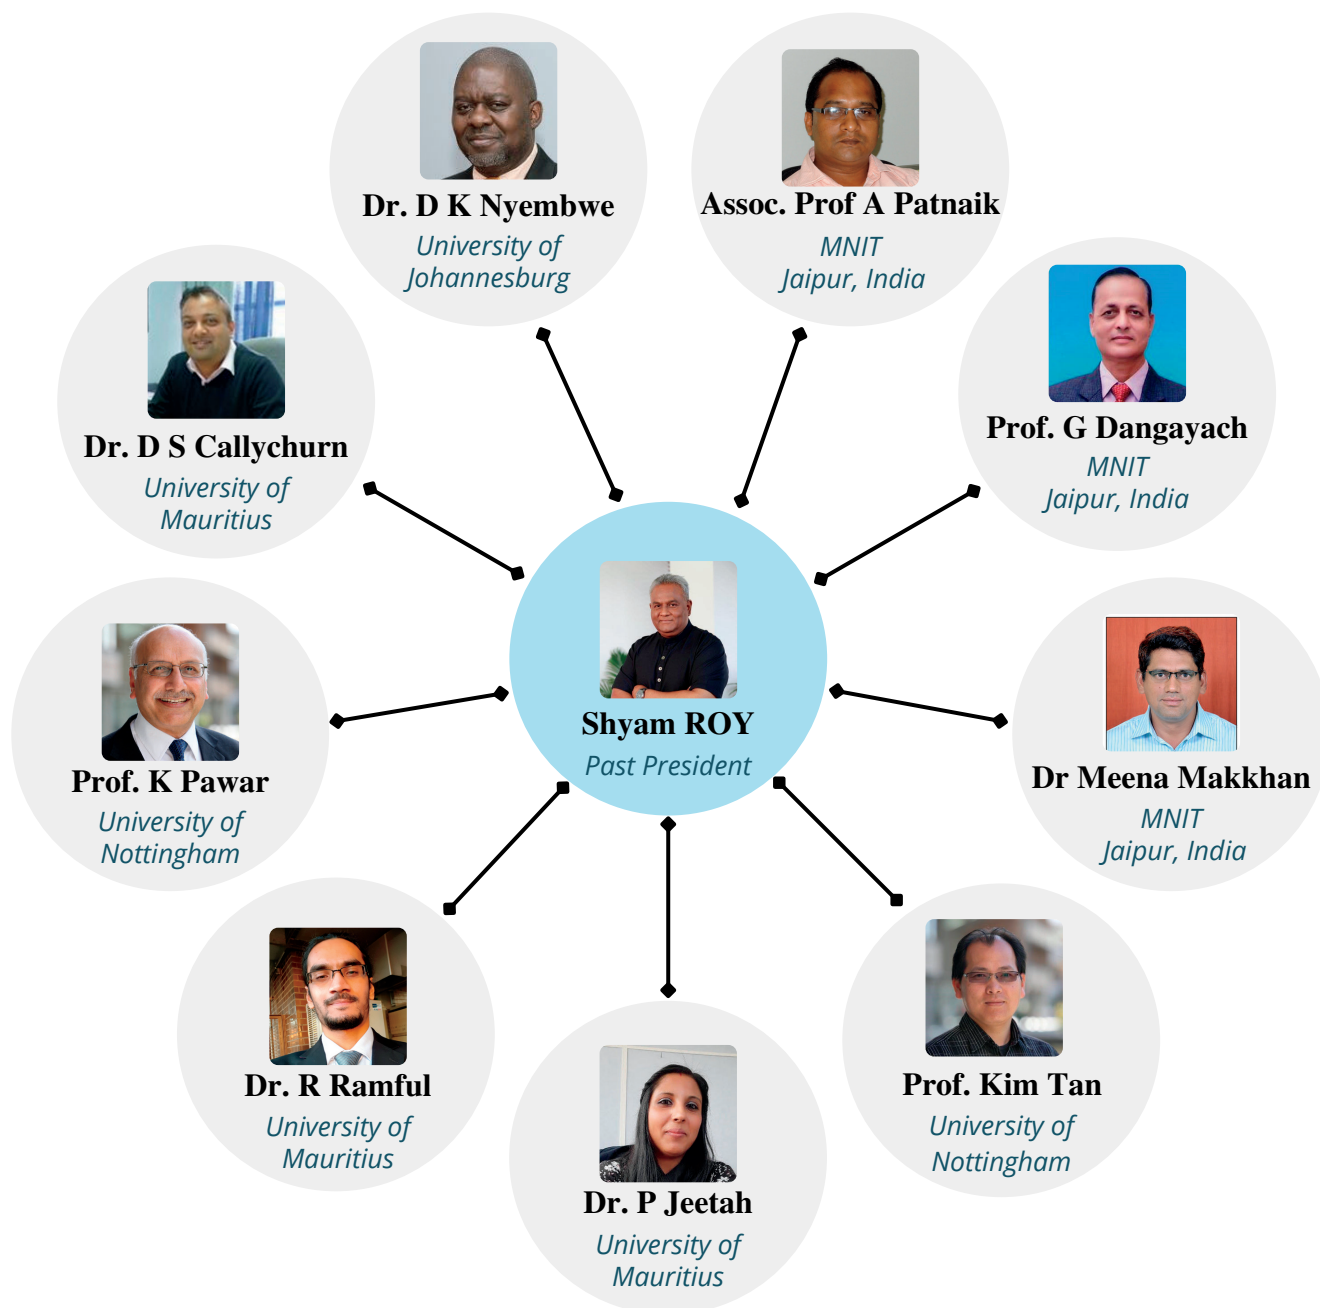 Dr. D K Nyembwe
University of
Johannesburg
Assoc. Prof A Patnaik
MNIT
Jaipur, India
Dr. D S Callychurn
University of
Mauritius
Prof. G Dangayach
MNIT
Jaipur, India
Shyam ROY
Past President
Prof. K Pawar
University of
Nottingham
Dr Meena Makkhan
MNIT
Jaipur, India
Dr. R Ramful
University of
Mauritius
Prof. Kim Tan
University of
Nottingham
Dr. P Jeetah
University of
Mauritius